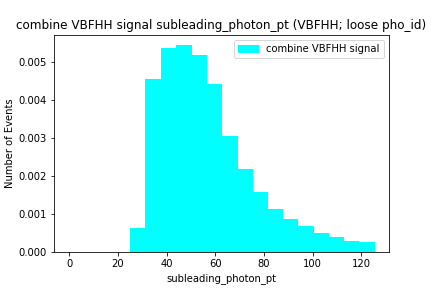 combine VBFHH signal subleading_photon_pt (VBFHH; loose pho_id)
combine VBFHH signal
Number of Events
0.005
0.004
0.003
0.002
0.001
0.000
0 20 40 60 80 100 120
subleading_photon_pt